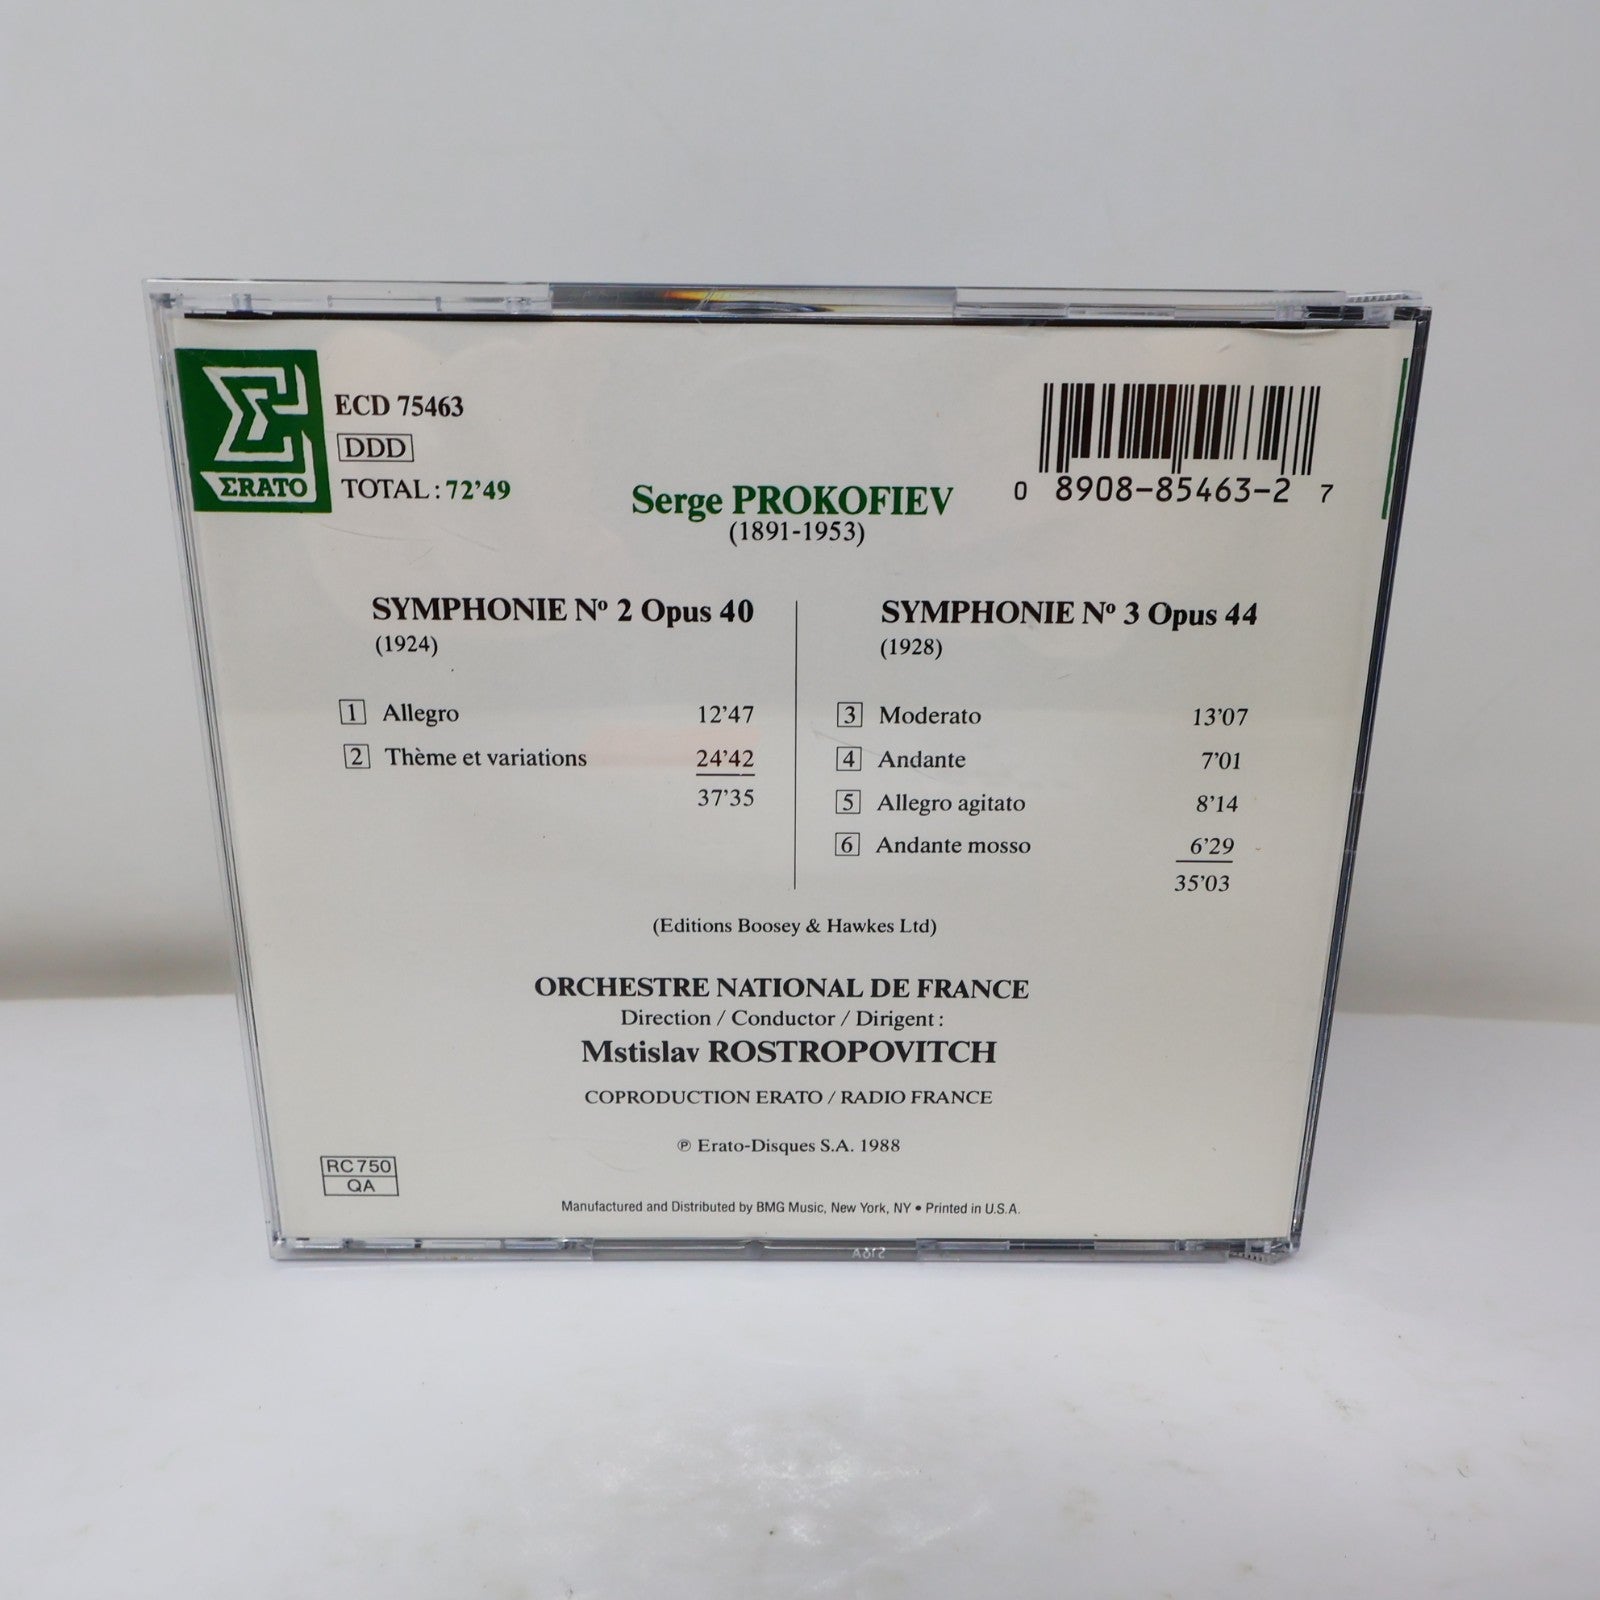 ΣRATO
ECD 75463
DDD
TOTAL : 72'49
0 8908-85463-2 7
Serge PROKOFIEV
(1891-1953)
SYMPHONIE Nº 2 Opus 40
(1924)
1 Allegro 12'47
2 Thème et variations 24'42
37'35
SYMPHONIE Nº 3 Opus 44
(1928)
3 Moderato 13'07
4 Andante 7'01
5 Allegro agitato 8'14
6 Andante mosso 6'29
35'03
(Editions Boosey & Hawkes Ltd)
ORCHESTRE NATIONAL DE FRANCE
Direction / Conductor / Dirigent :
Mstislav ROSTROPOVITCH
COPRODUCTION ERATO / RADIO FRANCE
℗ Erato-Disques S.A. 1988
RC 750
QA
Manufactured and Distributed by BMG Music, New York, NY • Printed in U.S.A.